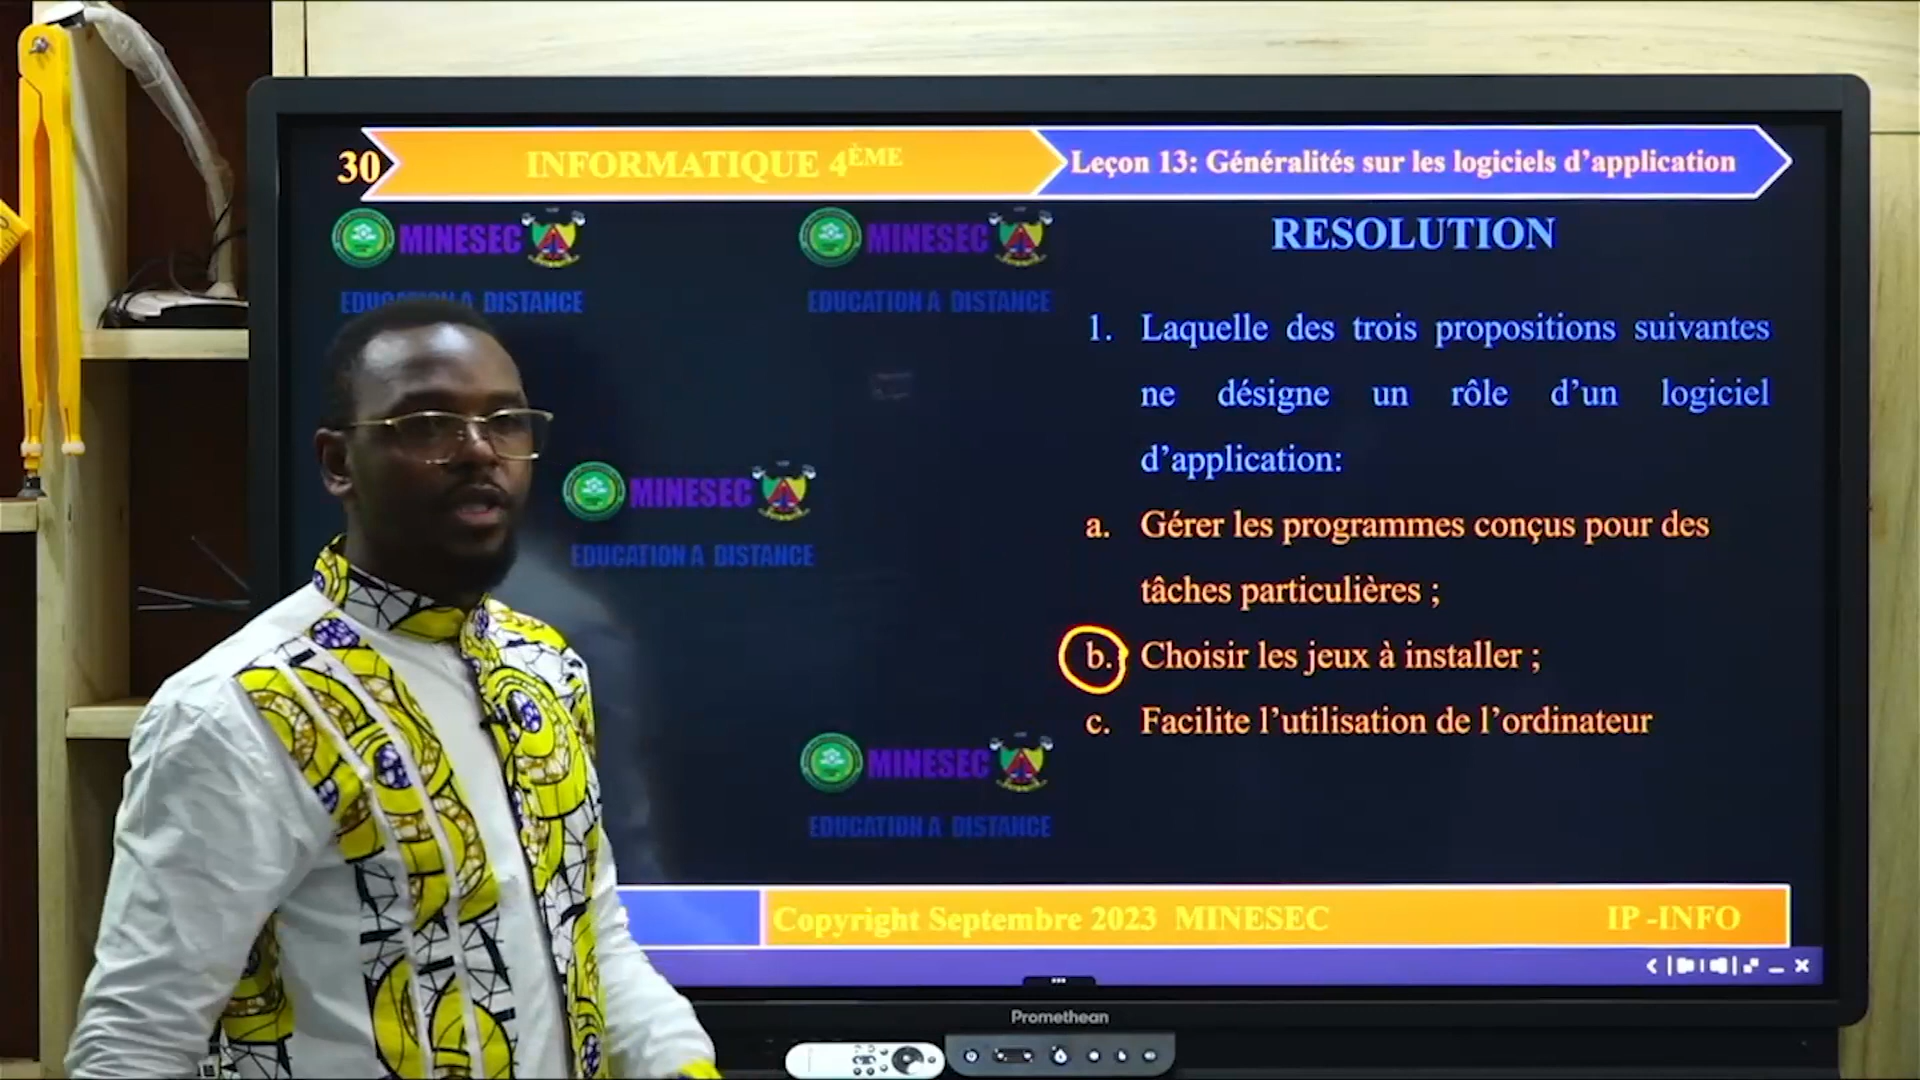 30
INFORMATIQUE 4ÈME
Leçon 13: Généralités sur les logiciels d'application
MINESEC
EDUCATION A DISTANCE
MINESEC
EDUCATION A DISTANCE
RESOLUTION
1. Laquelle des trois propositions suivantes
ne désigne un rôle d'un logiciel
d'application:
MINESEC
EDUCATION A DISTANCE
a. Gérer les programmes conçus pour des
tâches particulières ;
b. Choisir les jeux à installer ;
c. Facilite l'utilisation de l'ordinateur
MINESEC
EDUCATION A DISTANCE
Copyright Septembre 2023 MINESEC
IP -INFO
Promethean